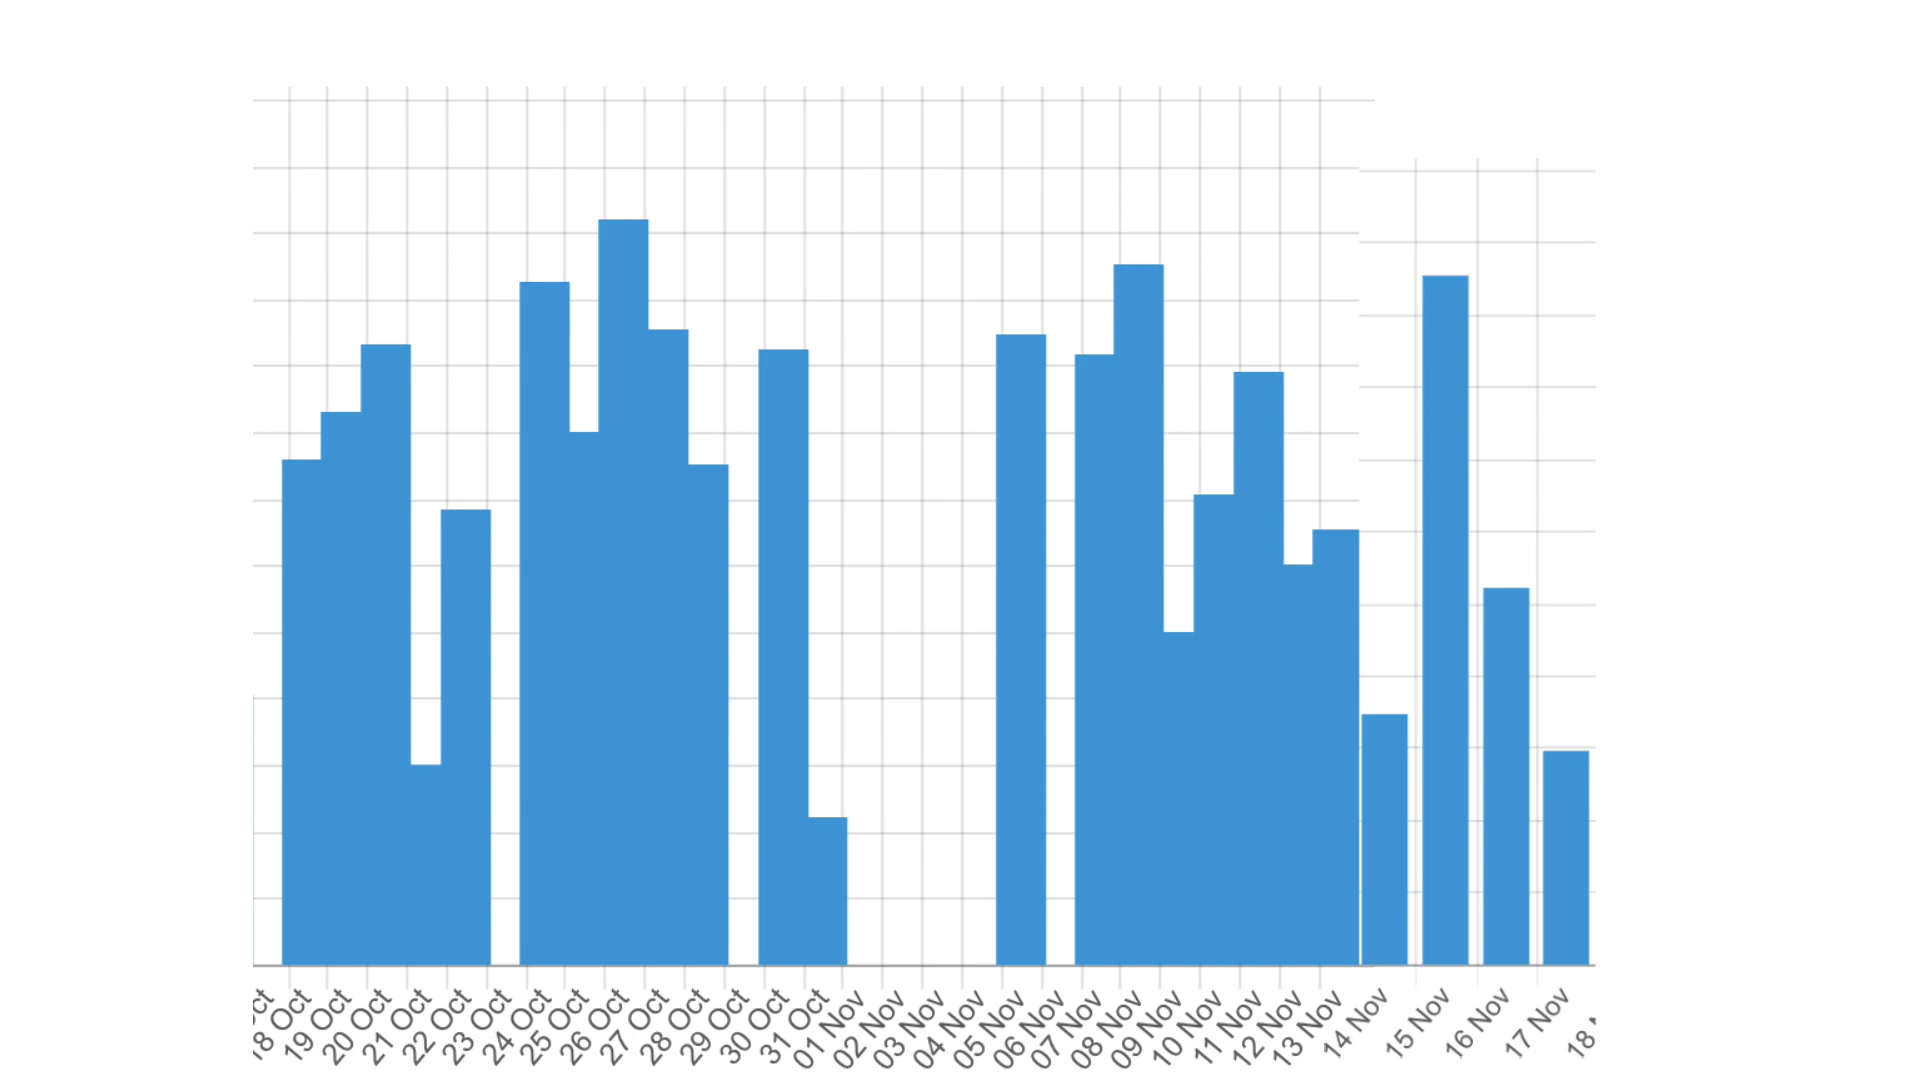 18 Oct
19 Oct
20 Oct
21 Oct
22 Oct
23 Oct
24 Oct
25 Oct
26 Oct
27 Oct
28 Oct
29 Oct
30 Oct
31 Oct
01 Nov
02 Nov
03 Nov
04 Nov
05 Nov
06 Nov
07 Nov
08 Nov
09 Nov
10 Nov
11 Nov
12 Nov
13 Nov
14 Nov
15 Nov
16 Nov
17 Nov
18